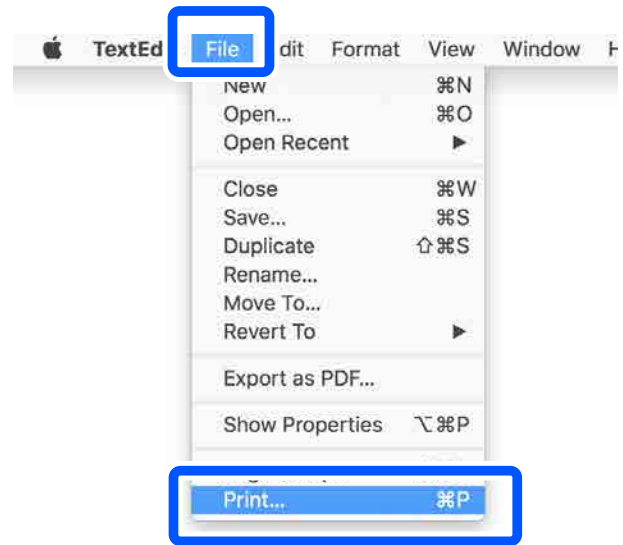 TextEd File dit Format View Window H
New ⌘N
Open... ⌘O
Open Recent ▶
Close ⌘W
Save... ⌘S
Duplicate ⇧⌘S
Rename...
Move To...
Revert To ▶
Export as PDF...
Show Properties ⌥⌘P
Print... ⌘P